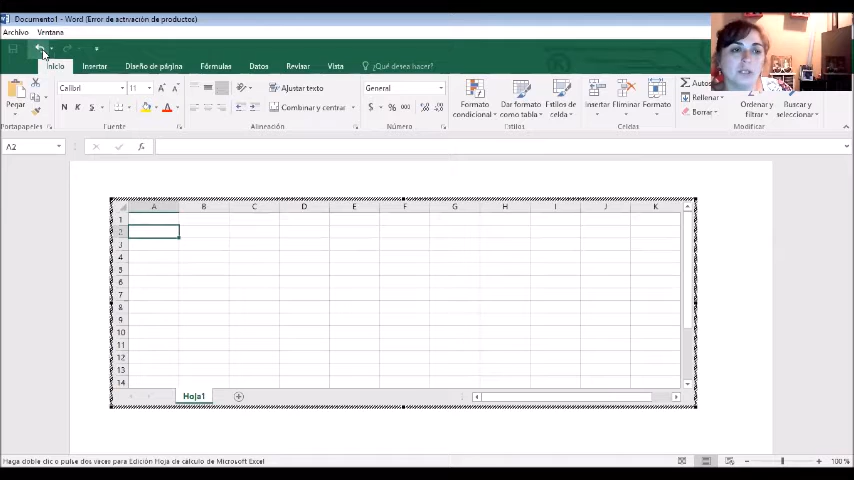 Documento1 - Word (Error de activación de productos)
Archivo Ventana
Inicio Insertar Diseño de página Fórmulas Datos Revisar Vista ¿Qué desea hacer?
Pegar
Calibri 11
General
N K S
Ajustar texto
Combinar y centrar
$ % 000
Formato condicional
Dar formato como tabla
Estilos de celda
Insertar Eliminar Formato
Autos
Rellenar
Borrar
Ordenar y filtrar
Buscar y seleccionar
Portapapeles Fuente Alineación Número Estilos Celdas Modificar
A2 fx
A B C D E F G H I J K
1
2
3
4
5
6
7
8
9
10
11
12
13
14
Hoja1
Haga doble clic o pulse dos veces para Edición Hoja de cálculo de Microsoft Excel
100 %